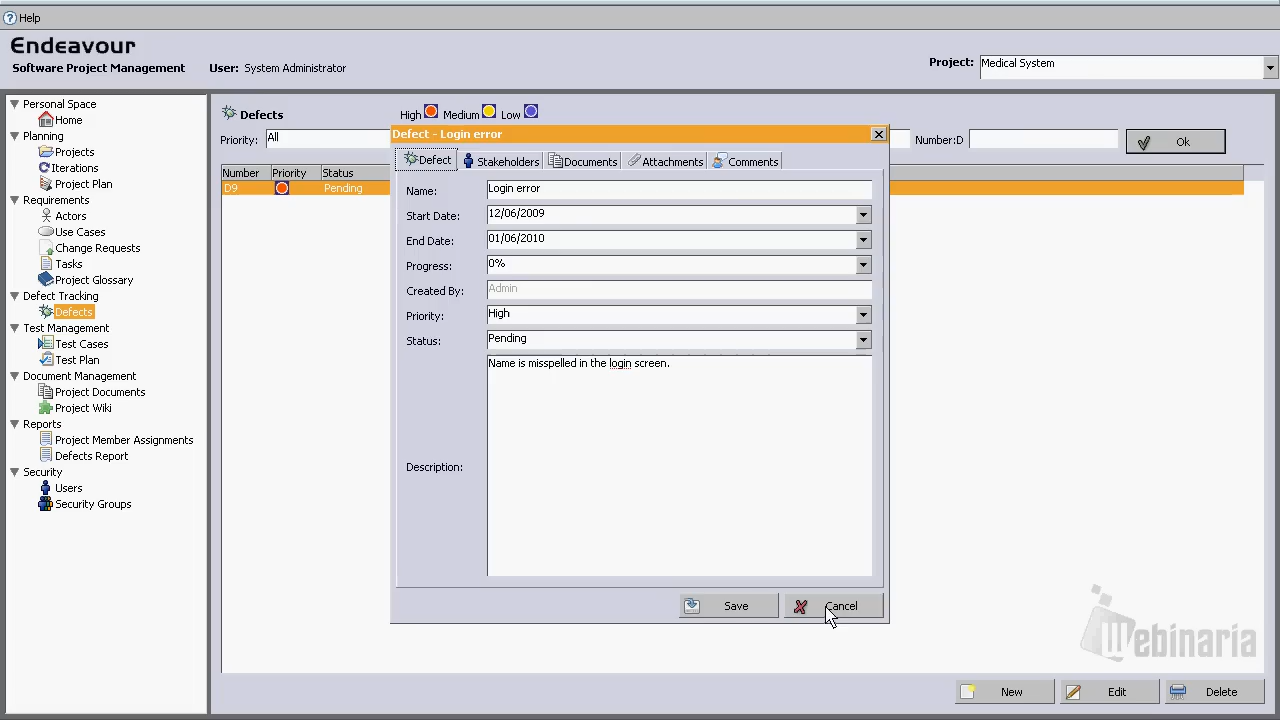 Help
Endeavour
Software Project Management User: System Administrator
Project: Medical System
Personal Space
Home
Planning
Projects
Iterations
Project Plan
Requirements
Actors
Use Cases
Change Requests
Tasks
Project Glossary
Defect Tracking
Defects
Test Management
Test Cases
Test Plan
Document Management
Project Documents
Project Wiki
Reports
Project Member Assignments
Defects Report
Security
Users
Security Groups
Defects High Medium Low
Priority: All
Number:D Ok
Number Priority Status
D9 Pending
Defect - Login error
Defect Stakeholders Documents Attachments Comments
Name: Login error
Start Date: 12/06/2009
End Date: 01/06/2010
Progress: 0%
Created By: Admin
Priority: High
Status: Pending
Description: Name is misspelled in the login screen.
Save Cancel
New Edit Delete
Webinaria